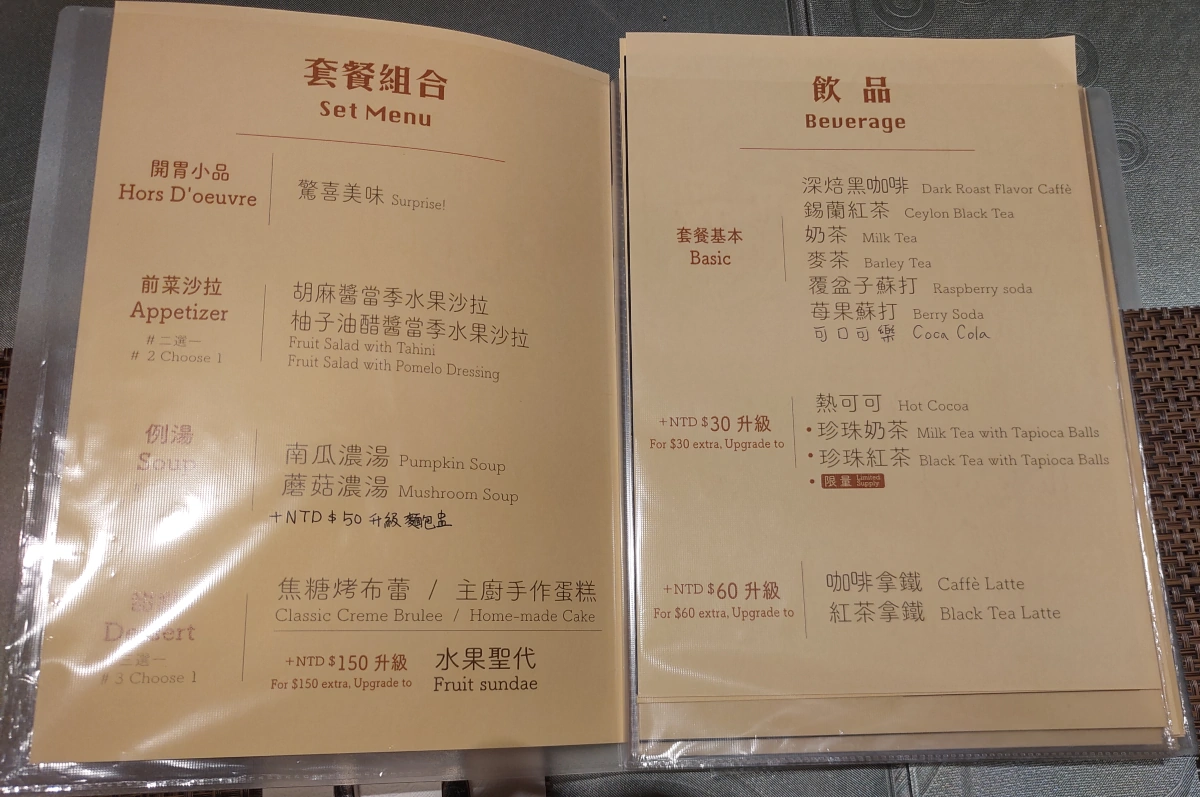 套餐組合
Set Menu
開胃小品
Hors D'oeuvre
驚喜美味 Surprise!
前菜沙拉
Appetizer
#二選一
# 2 Choose 1
胡麻醬當季水果沙拉
柚子油醋醬當季水果沙拉
Fruit Salad with Tahini
Fruit Salad with Pomelo Dressing
例湯
Soup
南瓜濃湯 Pumpkin Soup
蘑菇濃湯 Mushroom Soup
+NTD $50 升級麵包盅
Dessert
二選一
# 3 Choose 1
焦糖烤布蕾 / 主廚手作蛋糕
Classic Creme Brulee / Home-made Cake
+NTD $150 升級
For $150 extra, Upgrade to
水果聖代
Fruit sundae
飲品
Beverage
套餐基本
Basic
深焙黑咖啡 Dark Roast Flavor Caffè
錫蘭紅茶 Ceylon Black Tea
奶茶 Milk Tea
麥茶 Barley Tea
覆盆子蘇打 Raspberry soda
莓果蘇打 Berry Soda
可口可樂 Coca Cola
+NTD $30 升級
For $30 extra, Upgrade to
熱可可 Hot Cocoa
• 珍珠奶茶 Milk Tea with Tapioca Balls
• 珍珠紅茶 Black Tea with Tapioca Balls
• 限量 Limited Supply
+NTD $60 升級
For $60 extra, Upgrade to
咖啡拿鐵 Caffè Latte
紅茶拿鐵 Black Tea Latte